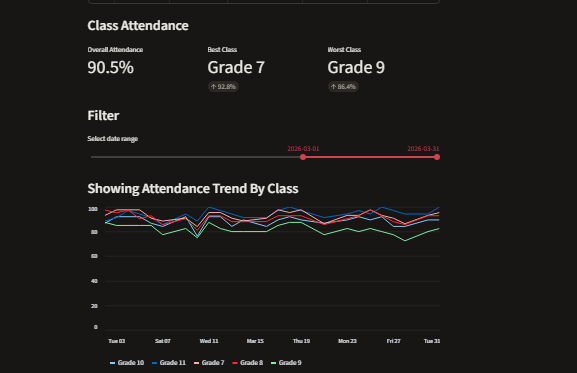 Class Attendance
Overall Attendance Best Class Worst Class
90.5% Grade 7 Grade 9
↑ 92.8% ↑ 86.4%
Filter
Select date range
2026-03-01 2026-03-31
Showing Attendance Trend By Class
100
80
60
40
20
0
Tue 03 Sat 07 Wed 11 Mar 15 Thu 19 Mon 23 Fri 27 Tue 31
Grade 10 Grade 11 Grade 7 Grade 8 Grade 9